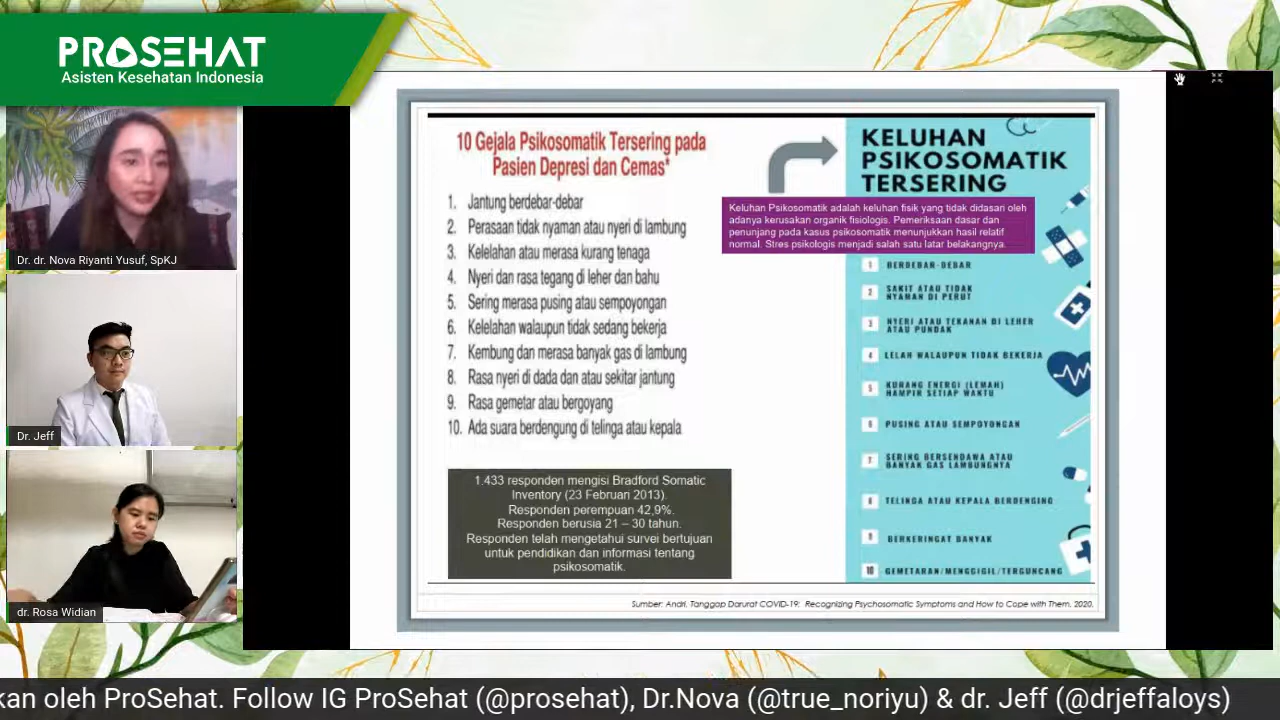 PROSEHAT
Asisten Kesehatan Indonesia
Dr. dr. Nova Riyanti Yusuf, SpKJ
Dr. Jeff
dr. Rosa Widian
10 Gejala Psikosomatik Tersering pada
Pasien Depresi dan Cemas*
1. Jantung berdebar-debar
2. Perasaan tidak nyaman atau nyeri di lambung
3. Kelelahan atau merasa kurang tenaga
4. Nyeri dan rasa tegang di leher dan bahu
5. Sering merasa pusing atau sempoyongan
6. Kelelahan walaupun tidak sedang bekerja
7. Kembung dan merasa banyak gas di lambung
8. Rasa nyeri di dada dan atau sekitar jantung
9. Rasa gemetar atau bergoyang
10. Ada suara berdengung di telinga atau kepala
1.433 responden mengisi Bradford Somatic
Inventory (23 Februari 2013).
Responden perempuan 42,9%.
Responden berusia 21 – 30 tahun.
Responden telah mengetahui survei bertujuan
untuk pendidikan dan informasi tentang
psikosomatik.
KELUHAN
PSIKOSOMATIK
TERSERING
Keluhan Psikosomatik adalah keluhan fisik yang tidak didasari oleh
adanya kerusakan organik fisiologis. Pemeriksaan dasar dan
penunjang pada kasus psikosomatik menunjukkan hasil relatif
normal. Stres psikologis menjadi salah satu latar belakangnya.
1 BERDEBAR-DEBAR
2 SAKIT ATAU TIDAK
NYAMAN DI PERUT
3 NYERI ATAU TEKANAN DI LEHER
ATAU PUNDAK
4 LELAH WALAUPUN TIDAK BEKERJA
5 KURANG ENERGI (LEMAH)
HAMPIR SETIAP WAKTU
6 PUSING ATAU SEMPOYONGAN
7 SERING BERSENDAWA ATAU
BANYAK GAS LAMBUNGNYA
8 TELINGA ATAU KEPALA BERDENGING
9 BERKERINGAT BANYAK
10 GEMETARAN/MENGGIGIL/TERGUNCANG
Sumber: Andri, Tanggap Darurat COVID-19: Recognizing Psychosomatic Symptoms and How to Cope with Them, 2020.
kan oleh ProSehat. Follow IG ProSehat (@prosehat), Dr.Nova (@true_noriyu) & dr. Jeff (@drjeffaloys)